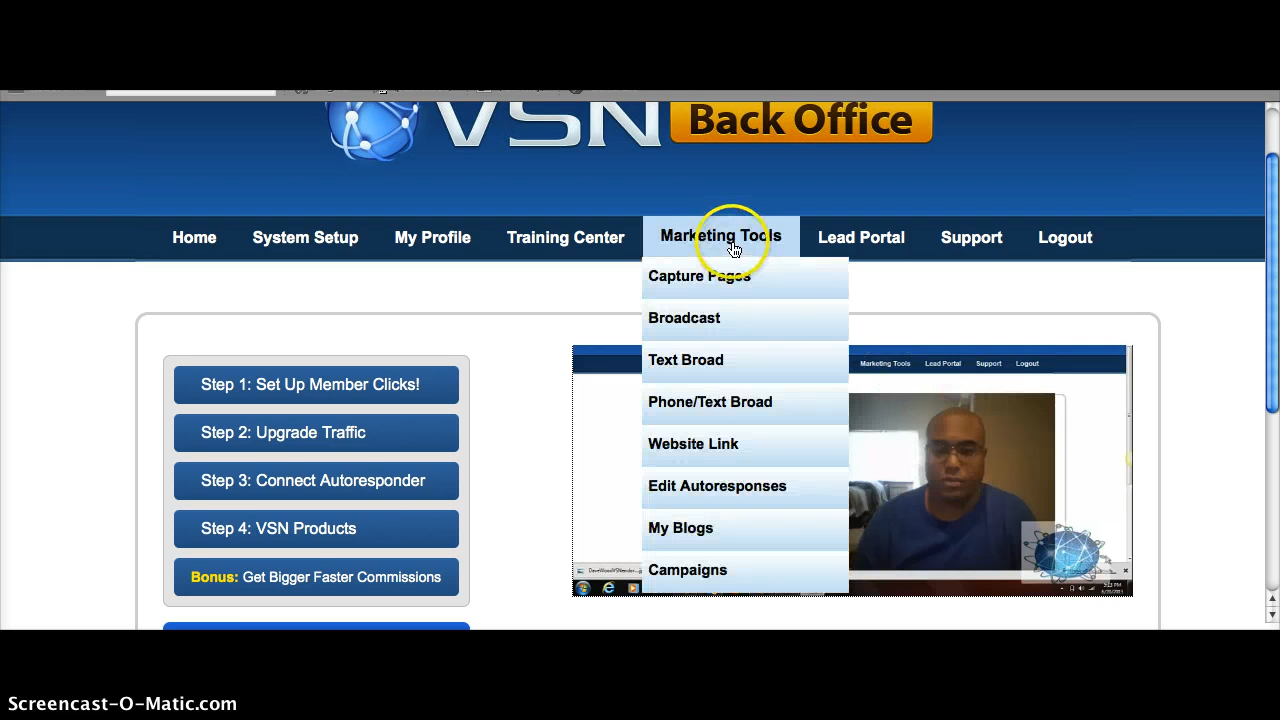 VSN Back Office
Home System Setup My Profile Training Center Marketing Tools Lead Portal Support Logout
Capture Pages
Broadcast
Text Broad
Phone/Text Broad
Website Link
Edit Autoresponses
My Blogs
Campaigns
Step 1: Set Up Member Clicks!
Step 2: Upgrade Traffic
Step 3: Connect Autoresponder
Step 4: VSN Products
Bonus: Get Bigger Faster Commissions
Marketing Tools Lead Portal Support Logout
Screencast-O-Matic.com